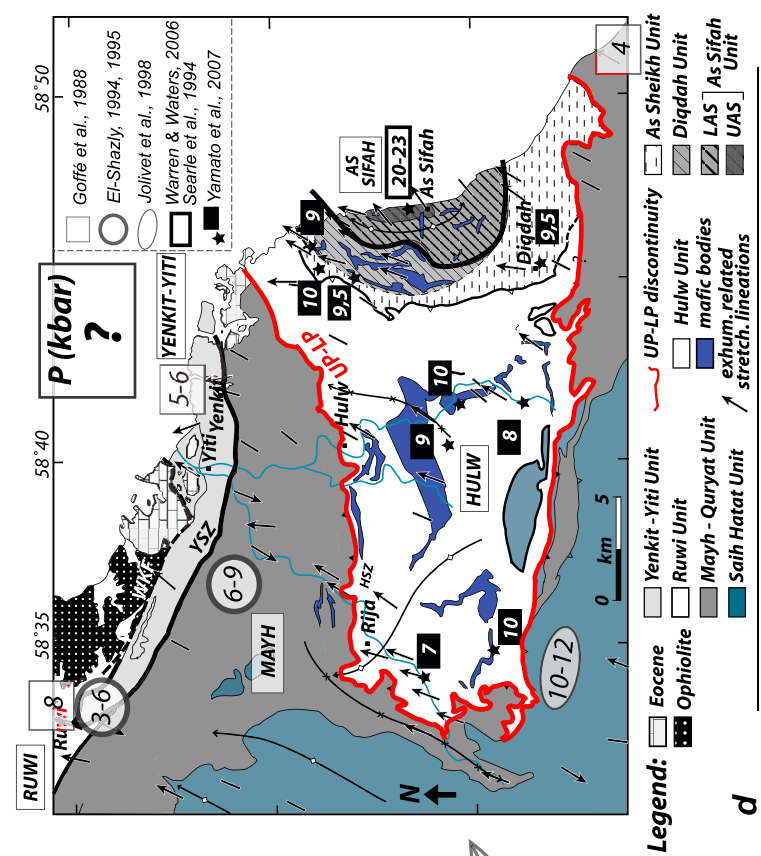 RUWI
58°35
58°40
58°50
P (kbar)
?
Goffé et al., 1988
El-Shazly, 1994, 1995
Jolivet et al., 1998
Warren & Waters, 2006
Searle et al., 1994
Yamato et al., 2007
8
Ruwi
3-6
WKF
YSZ
YENKIT-YITI
5-6
Yiti
Yenkit
6-9
MAYH
UP-LP
Hulw
HSZ
Rija
7
10
9
8
10
HULW
10
9,5
9
AS
SIFAH
20-23
As Sifah
Diqdah
9,5
10-12
4
N
0 km 5
Legend:
Eocene
Ophiolite
Yenkit -Yiti Unit
Ruwi Unit
Mayh - Quryat Unit
Saih Hatat Unit
UP-LP discontinuity
Hulw Unit
mafic bodies
exhum. related
stretch. lineations
As Sheikh Unit
Diqdah Unit
LAS
UAS
As Sifah
Unit
d